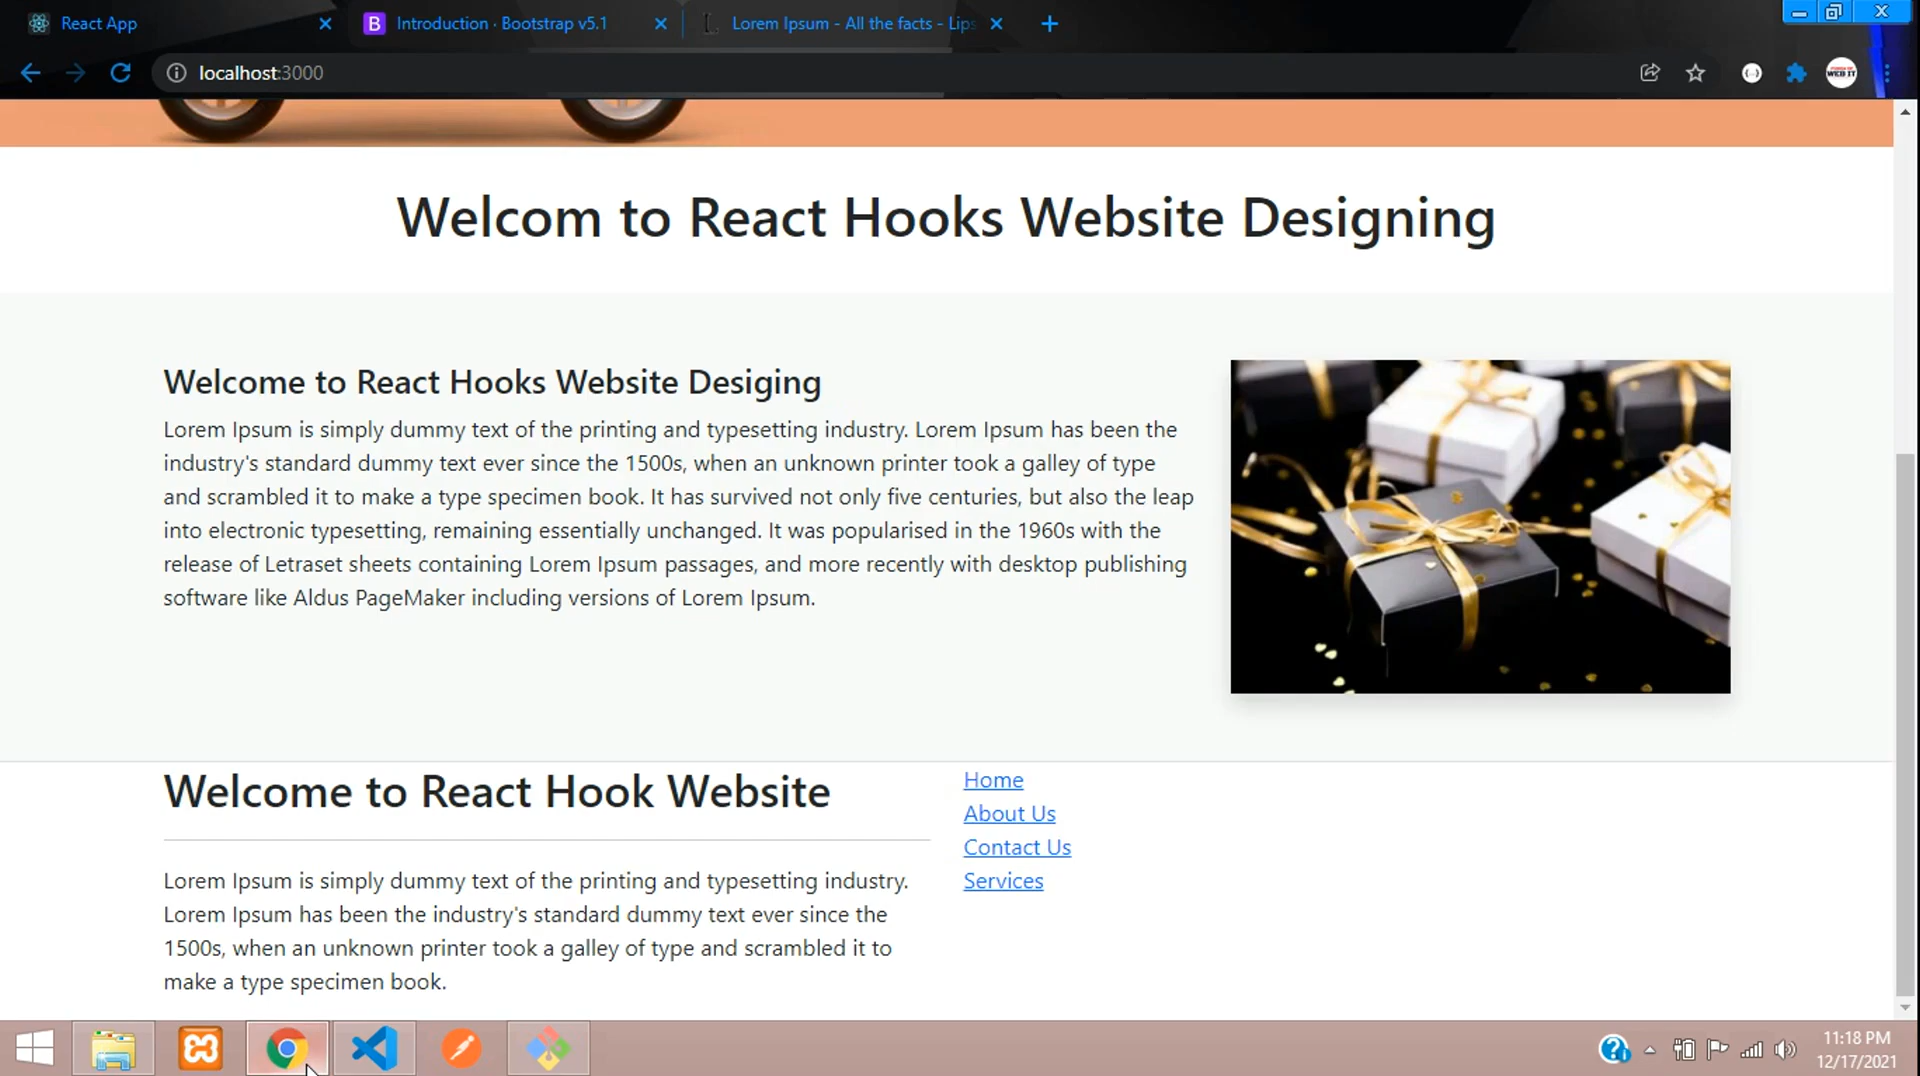 React App
Introduction · Bootstrap v5.1
Lorem Ipsum - All the facts - Lips
localhost:3000
Welcom to React Hooks Website Designing
Welcome to React Hooks Website Desiging
Lorem Ipsum is simply dummy text of the printing and typesetting industry. Lorem Ipsum has been the
industry's standard dummy text ever since the 1500s, when an unknown printer took a galley of type
and scrambled it to make a type specimen book. It has survived not only five centuries, but also the leap
into electronic typesetting, remaining essentially unchanged. It was popularised in the 1960s with the
release of Letraset sheets containing Lorem Ipsum passages, and more recently with desktop publishing
software like Aldus PageMaker including versions of Lorem Ipsum.
Welcome to React Hook Website
Lorem Ipsum is simply dummy text of the printing and typesetting industry.
Lorem Ipsum has been the industry's standard dummy text ever since the
1500s, when an unknown printer took a galley of type and scrambled it to
make a type specimen book.
Home
About Us
Contact Us
Services
11:18 PM
12/17/2021